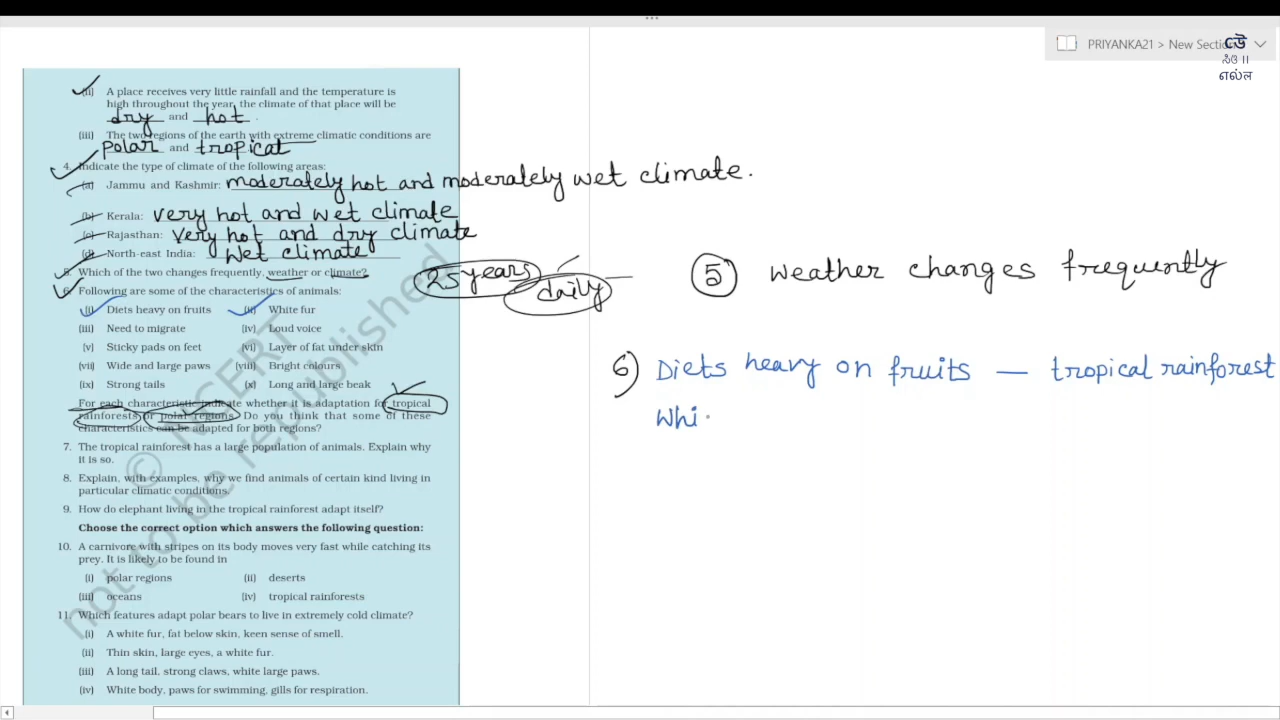 PRIYANKA21 > New Section
எல்ல
(ii) A place receives very little rainfall and the temperature is
high throughout the year, the climate of that place will be
dry and hot.
(iii) The two regions of the earth with extreme climatic conditions are
polar and tropical
4. Indicate the type of climate of the following areas:
(a) Jammu and Kashmir: moderately hot and moderately wet climate.
(b) Kerala: very hot and wet climate
(c) Rajasthan: very hot and dry climate
(d) North-east India: Wet climate
5. Which of the two changes frequently, weather or climate?
25 years
daily
5 Weather changes frequently
6. Following are some of the characteristics of animals:
(i) Diets heavy on fruits (ii) White fur
(iii) Need to migrate (iv) Loud voice
(v) Sticky pads on feet (vi) Layer of fat under skin
(vii) Wide and large paws (viii) Bright colours
(ix) Strong tails (x) Long and large beak
For each characteristic indicate whether it is adaptation for tropical
rainforests or polar regions. Do you think that some of these
characteristics can be adapted for both regions?
7. The tropical rainforest has a large population of animals. Explain why
it is so.
8. Explain, with examples, why we find animals of certain kind living in
particular climatic conditions.
9. How do elephant living in the tropical rainforest adapt itself?
Choose the correct option which answers the following question:
10. A carnivore with stripes on its body moves very fast while catching its
prey. It is likely to be found in
(i) polar regions (ii) deserts
(iii) oceans (iv) tropical rainforests
11. Which features adapt polar bears to live in extremely cold climate?
(i) A white fur, fat below skin, keen sense of smell.
(ii) Thin skin, large eyes, a white fur.
(iii) A long tail, strong claws, white large paws.
(iv) White body, paws for swimming, gills for respiration.
© NCERT
not to be republished
6) Diets heavy on fruits — tropical rainforest
Whi